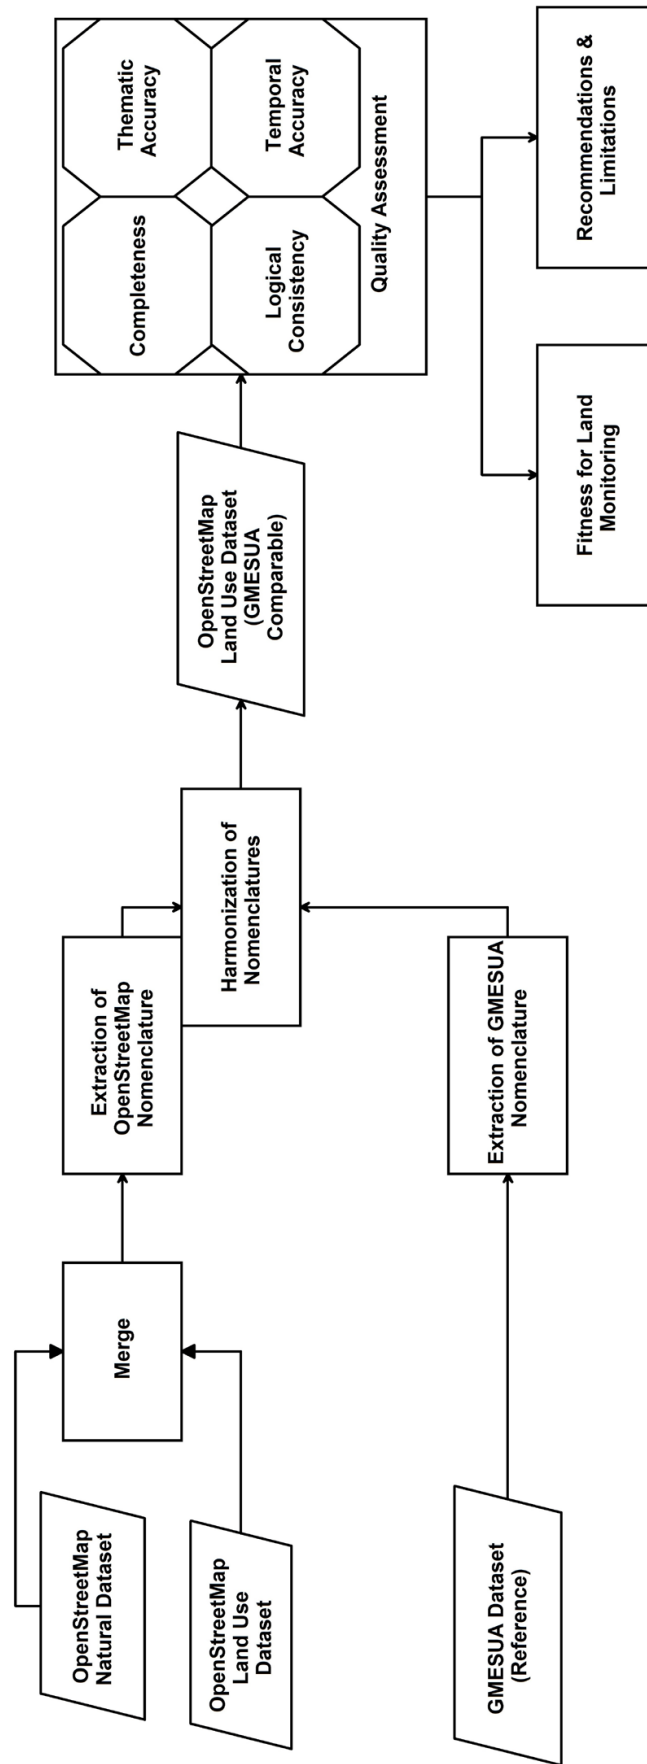 OpenStreetMap
Natural Dataset
OpenStreetMap
Land Use
Dataset
GMESUA Dataset
(Reference)
Merge
Extraction of
OpenStreetMap
Nomenclature
Extraction of GMESUA
Nomenclature
Harmonization of
Nomenclatures
OpenStreetMap
Land Use Dataset
(GMESUA
Comparable)
Completeness
Thematic
Accuracy
Logical
Consistency
Temporal
Accuracy
Quality Assessment
Fitness for Land
Monitoring
Recommendations &
Limitations